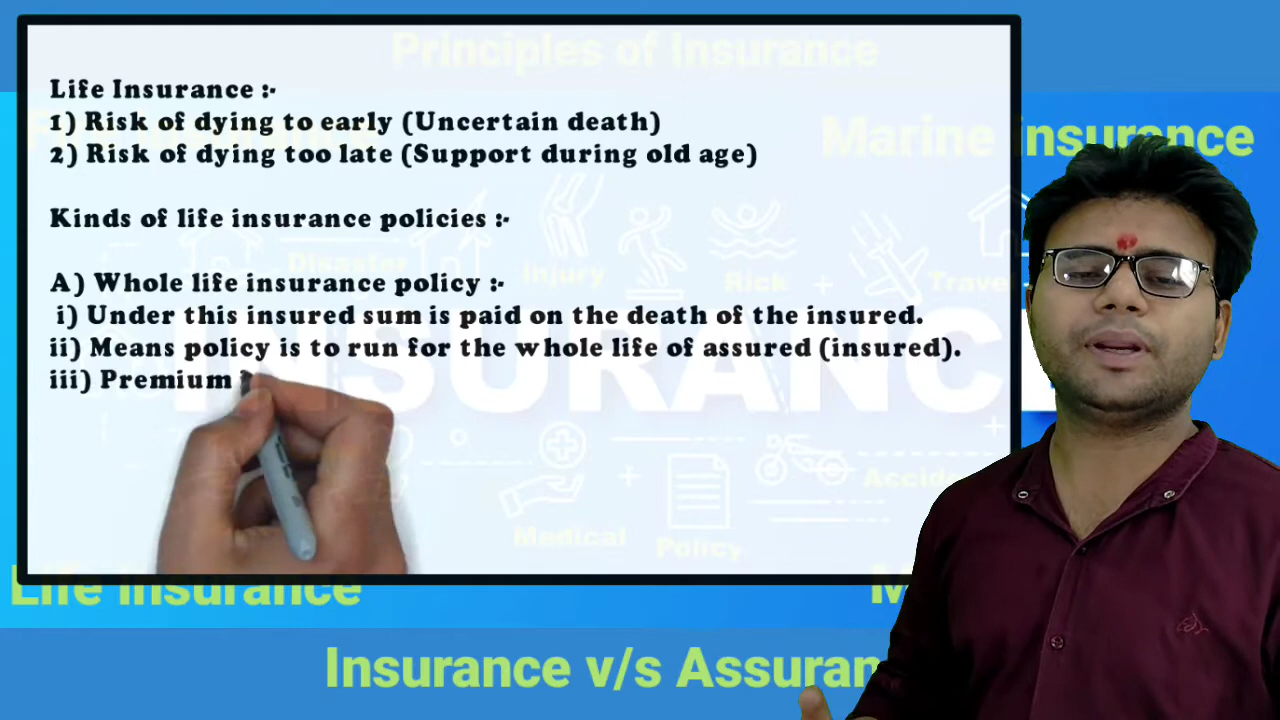 Principles of Insurance
Life Insurance :-
1) Risk of dying to early (Uncertain death)
2) Risk of dying too late (Support during old age)
Marine insurance
Kinds of life insurance policies :-
Disaster
Injury
Risk
Travel
A) Whole life insurance policy :-
i) Under this insured sum is paid on the death of the insured.
INSURANCE
ii) Means policy is to run for the whole life of assured (insured).
iii) Premium
Medical
Policy
Life Insurance
Insurance v/s